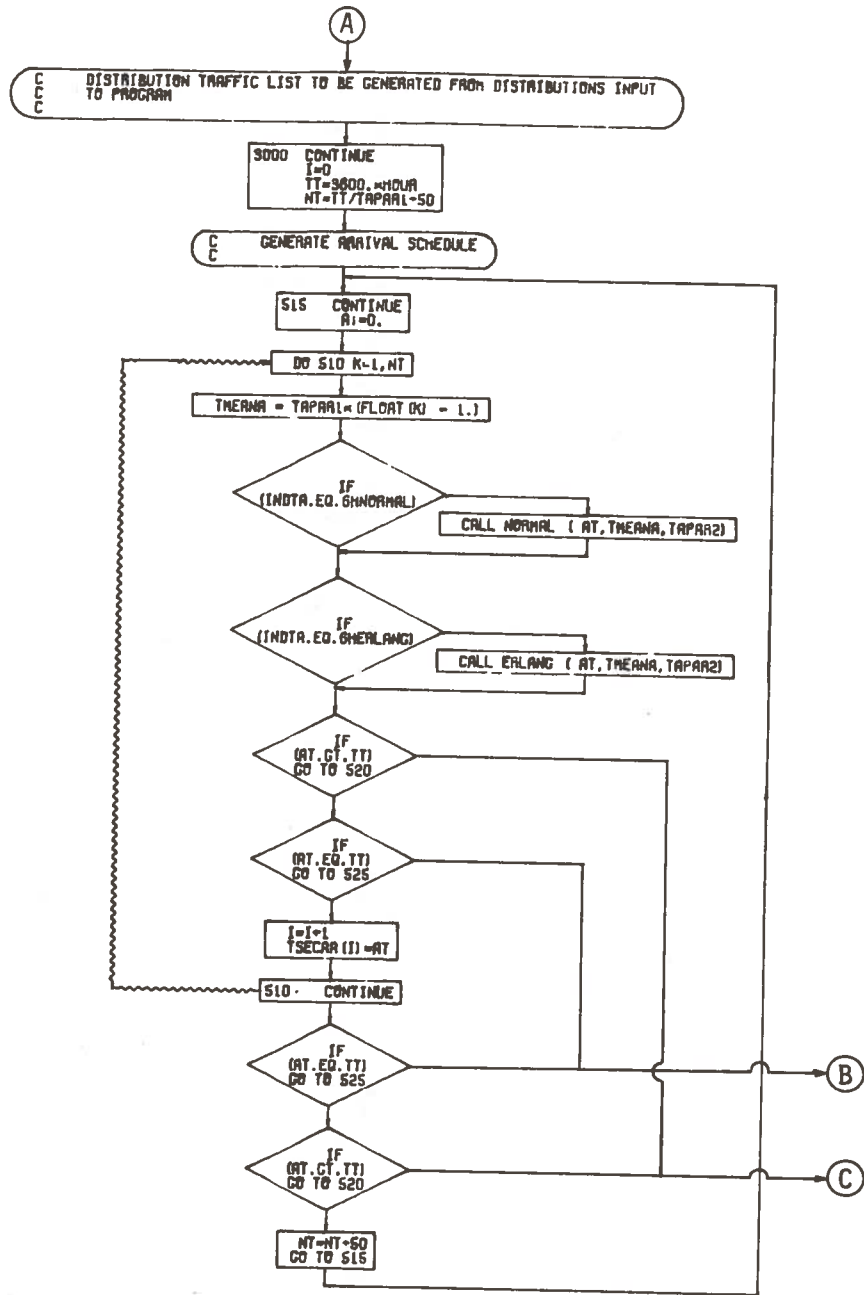 A
C DISTRIBUTION TRAFFIC LIST TO BE GENERATED FROM DISTRIBUTIONS INPUT
C TO PROGRAM
C
3000 CONTINUE
I=0
TT=3600.*HOUR
NT=TT/TAPAR1+50
C GENERATE ARRIVAL SCHEDULE
C
515 CONTINUE
AT=0.
DO 510 K=1,NT
TMEANA = TAPAR1*(FLOAT(K) - 1.)
IF
(INDTA.EQ.6HNORMAL)
CALL NORMAL ( AT,TMEANA,TAPAR2)
IF
(INDTA.EQ.6HERLANG)
CALL ERLANG ( AT,TMEANA,TAPAR2)
IF
(AT.GT.TT)
GO TO 520
IF
(AT.EQ.TT)
GO TO 525
I=I+1
TSECAR(I)=AT
510 CONTINUE
IF
(AT.EQ.TT)
GO TO 525
B
IF
(AT.GT.TT)
GO TO 520
C
NT=NT+50
GO TO 515